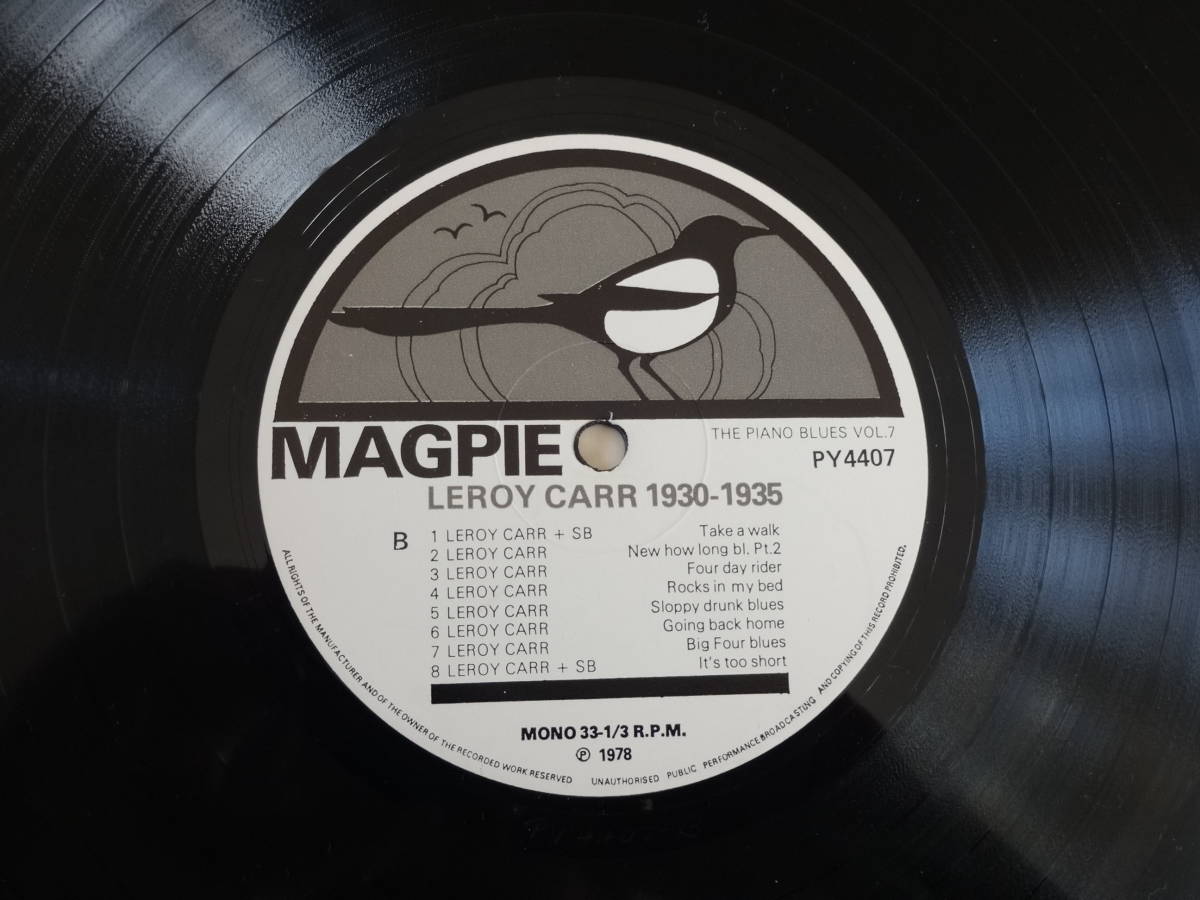 MAGPIE
THE PIANO BLUES VOL.7
PY4407
LEROY CARR 1930-1935
B
1 LEROY CARR + SB Take a walk
2 LEROY CARR New how long bl. Pt.2
3 LEROY CARR Four day rider
4 LEROY CARR Rocks in my bed
5 LEROY CARR Sloppy drunk blues
6 LEROY CARR Going back home
7 LEROY CARR Big Four blues
8 LEROY CARR + SB It's too short
MONO 33-1/3 R.P.M.
℗ 1978
ALL RIGHTS OF THE MANUFACTURER AND OF THE OWNER OF THE RECORDED WORK RESERVED UNAUTHORISED PUBLIC PERFORMANCE BROADCASTING AND COPYING OF THIS RECORD PROHIBITED.